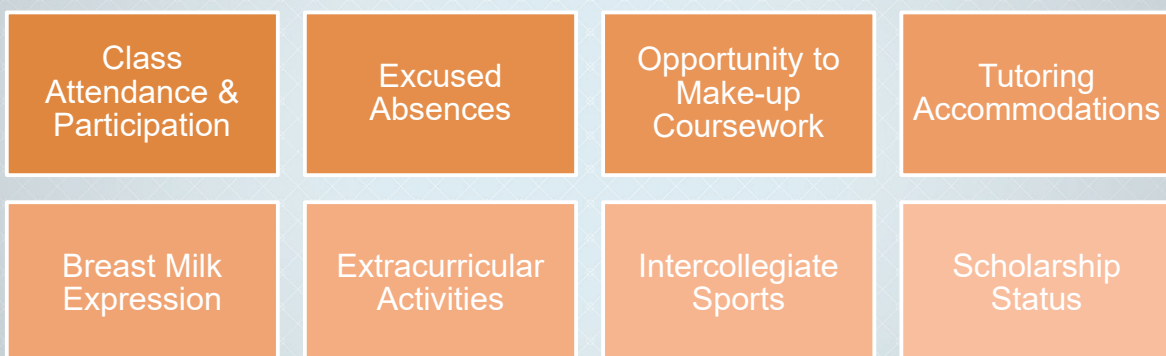 Class
Attendance &
Participation
Excused
Absences
Opportunity to
Make-up
Coursework
Tutoring
Accommodations
Breast Milk
Expression
Extracurricular
Activities
Intercollegiate
Sports
Scholarship
Status